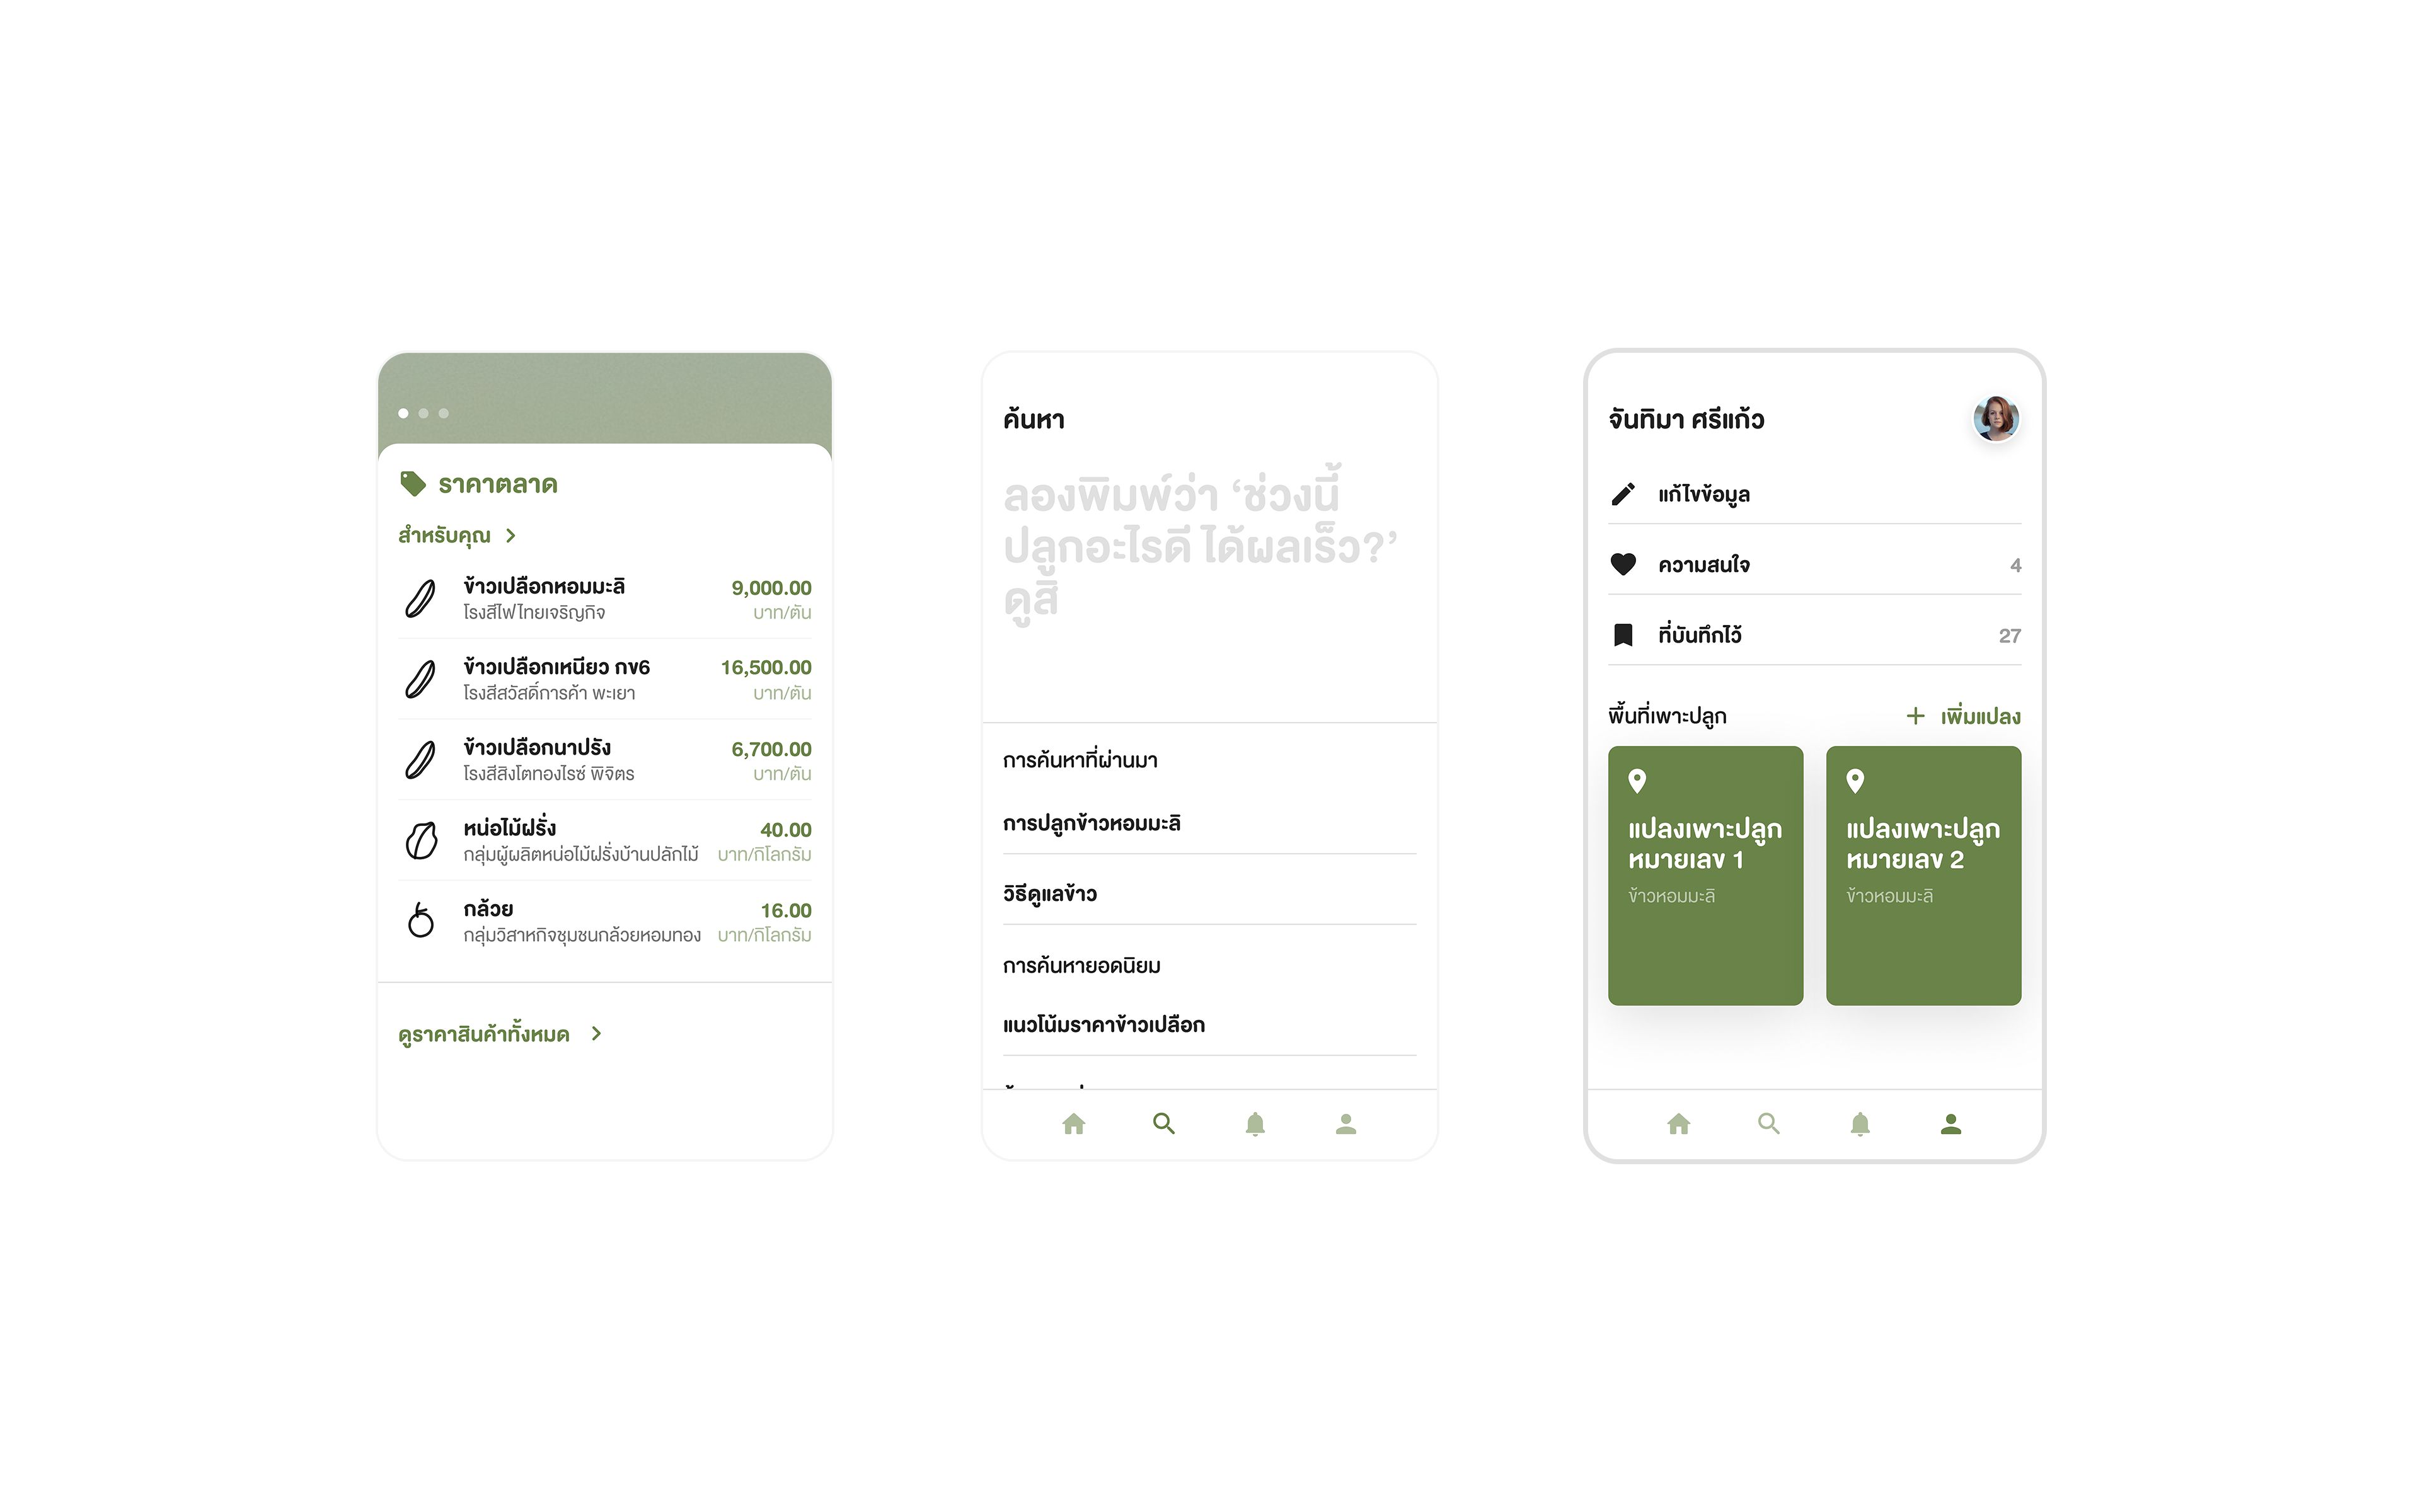 ราคาตลาด
สำหรับคุณ
ข้าวเปลือกหอมมะลิ
9,000.00
โรงสีไฟไทยเจริญกิจ
บาท/ตัน
ข้าวเปลือกเหนียว กข6
16,500.00
โรงสีสวัสดิ์การค้า พะเยา
บาท/ตัน
ข้าวเปลือกนาปรัง
6,700.00
โรงสีสิงโตทองไรซ์ พิจิตร
บาท/ตัน
หน่อไม้ฝรั่ง
40.00
กลุ่มผู้ผลิตหน่อไม้ฝรั่งบ้านปลักไม้
บาท/กิโลกรัม
กล้วย
16.00
กลุ่มวิสาหกิจชุมชนกล้วยหอมทอง
บาท/กิโลกรัม
ดูราคาสินค้าทั้งหมด
ค้นหา
ลองพิมพ์ว่า ‘ช่วงนี้
ปลูกอะไรดี ได้ผลเร็ว?’
ดูสิ
การค้นหาที่ผ่านมา
การปลูกข้าวหอมมะลิ
วิธีดูแลข้าว
การค้นหายอดนิยม
แนวโน้มราคาข้าวเปลือก
จันทิมา ศรีแก้ว
แก้ไขข้อมูล
ความสนใจ
4
ที่บันทึกไว้
27
พื้นที่เพาะปลูก
เพิ่มแปลง
แปลงเพาะปลูก
หมายเลข 1
ข้าวหอมมะลิ
แปลงเพาะปลูก
หมายเลข 2
ข้าวหอมมะลิ